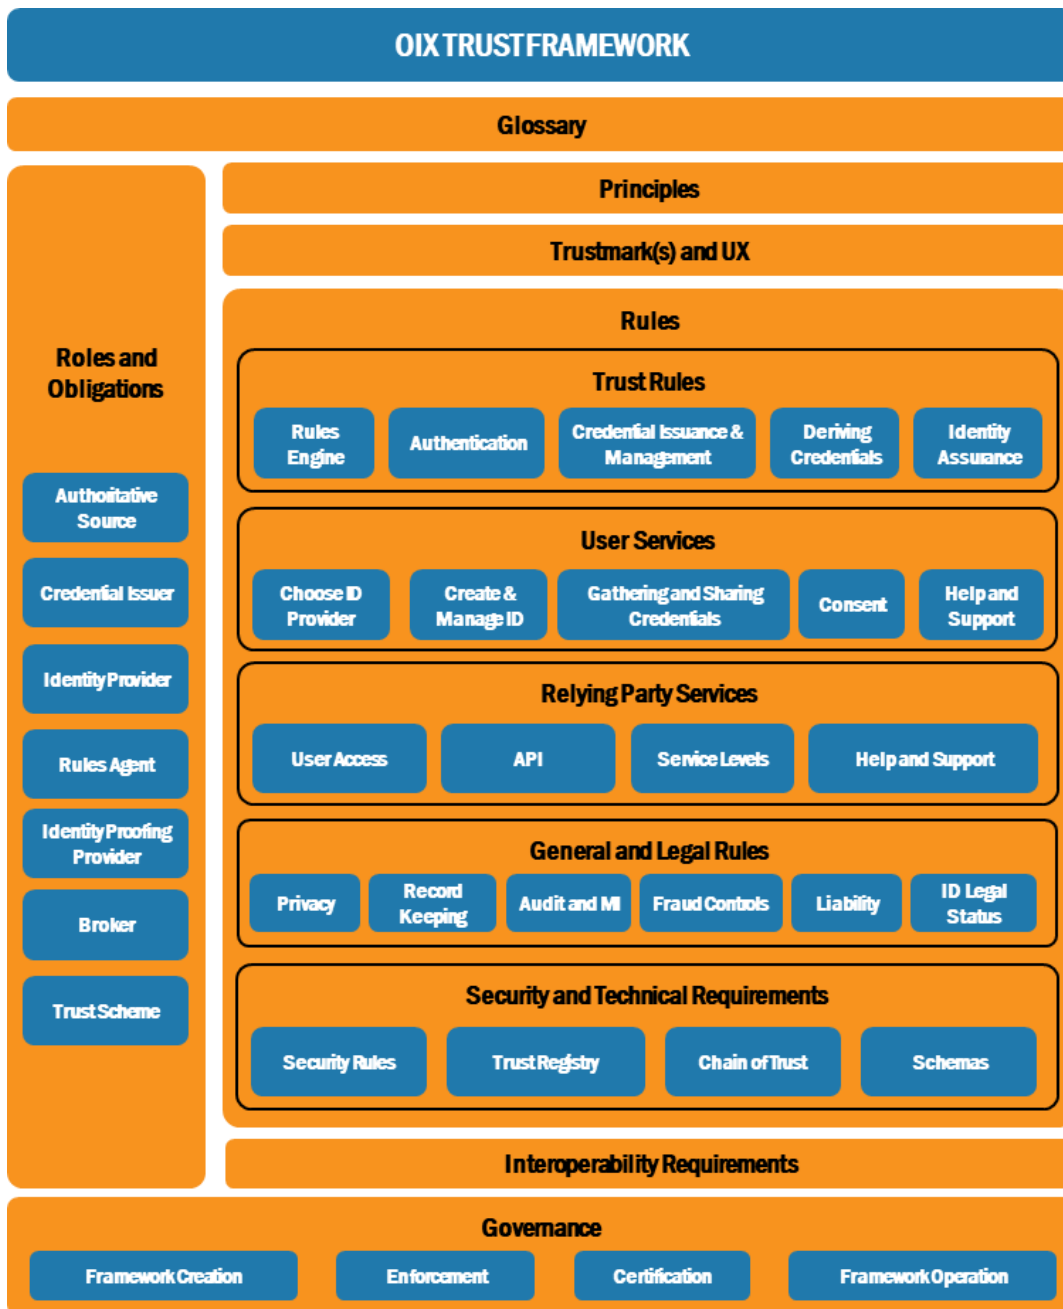 OIX TRUST FRAMEWORK
Glossary
Roles and
Obligations
Authoritative
Source
Credential Issuer
Identity Provider
Rules Agent
Identity Proofing
Provider
Broker
Trust Scheme
Principles
Trustmark(s) and UX
Rules
Trust Rules
Rules
Engine
Authentication
Credential Issuance &
Management
Deriving
Credentials
Identity
Assurance
User Services
Choose ID
Provider
Create &
Manage ID
Gathering and Sharing
Credentials
Consent
Help and
Support
Relying Party Services
User Access
API
Service Levels
Help and Support
General and Legal Rules
Privacy
Record
Keeping
Audit and MI
Fraud Controls
Liability
ID Legal
Status
Security and Technical Requirements
Security Rules
Trust Registry
Chain of Trust
Schemas
Interoperability Requirements
Governance
Framework Creation
Enforcement
Certification
Framework Operation